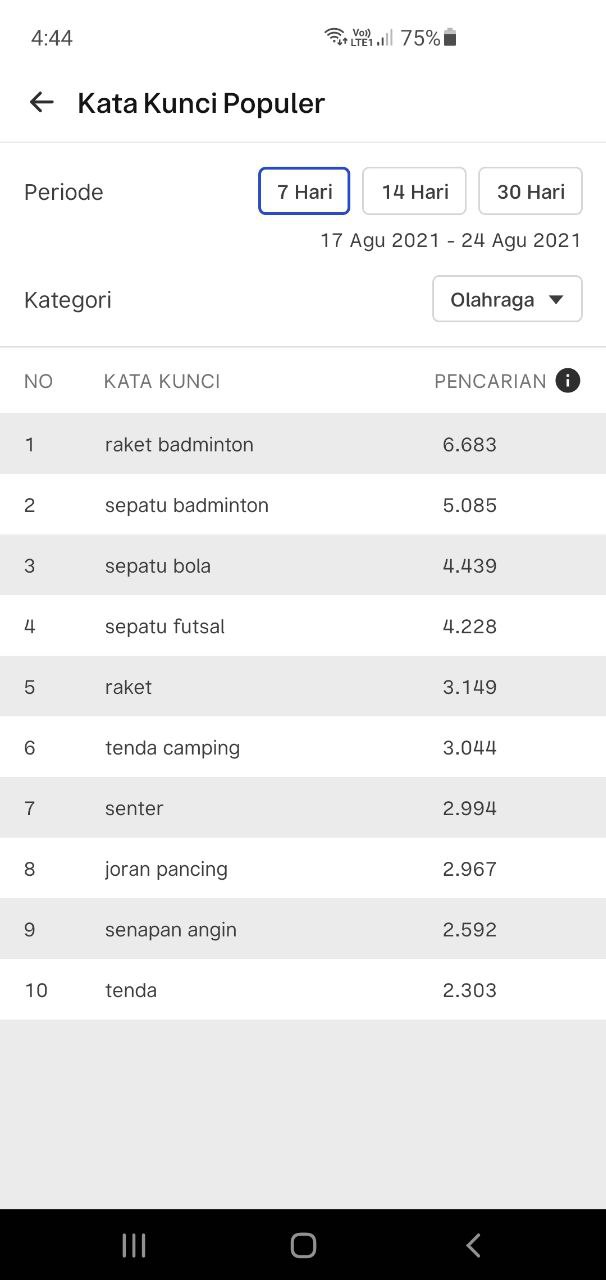 4:44 Vo)) LTE1 75%
Kata Kunci Populer
Periode 7 Hari 14 Hari 30 Hari
17 Agu 2021 - 24 Agu 2021
Kategori Olahraga
NO KATA KUNCI PENCARIAN i
1 raket badminton 6.683
2 sepatu badminton 5.085
3 sepatu bola 4.439
4 sepatu futsal 4.228
5 raket 3.149
6 tenda camping 3.044
7 senter 2.994
8 joran pancing 2.967
9 senapan angin 2.592
10 tenda 2.303